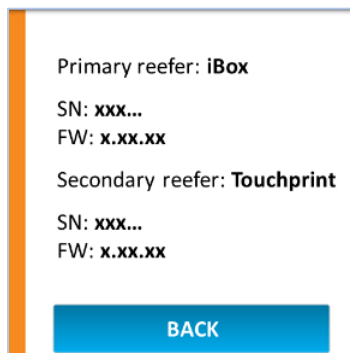 Primary reefer: iBox
SN: xxx...
FW: x.xx.xx
Secondary reefer: Touchprint
SN: xxx...
FW: x.xx.xx
BACK